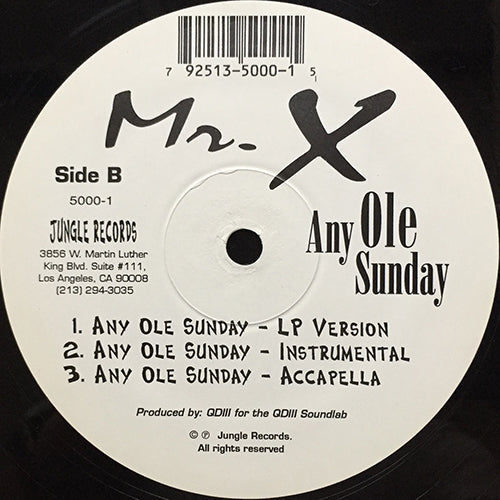 7 92513-5000-1 5
Mr. X
Side B
5000-1
JUNGLE RECORDS
3856 W. Martin Luther
King Blvd. Suite #111,
Los Angeles, CA 90008
(213) 294-3035
Any Ole
Sunday
1. ANY OLE SUNDAY - LP VERSION
2. ANY OLE SUNDAY - INSTRUMENTAL
3. ANY OLE SUNDAY - ACCAPELLA
Produced by: QDIII for the QDIII Soundlab
© ℗ Jungle Records.
All rights reserved